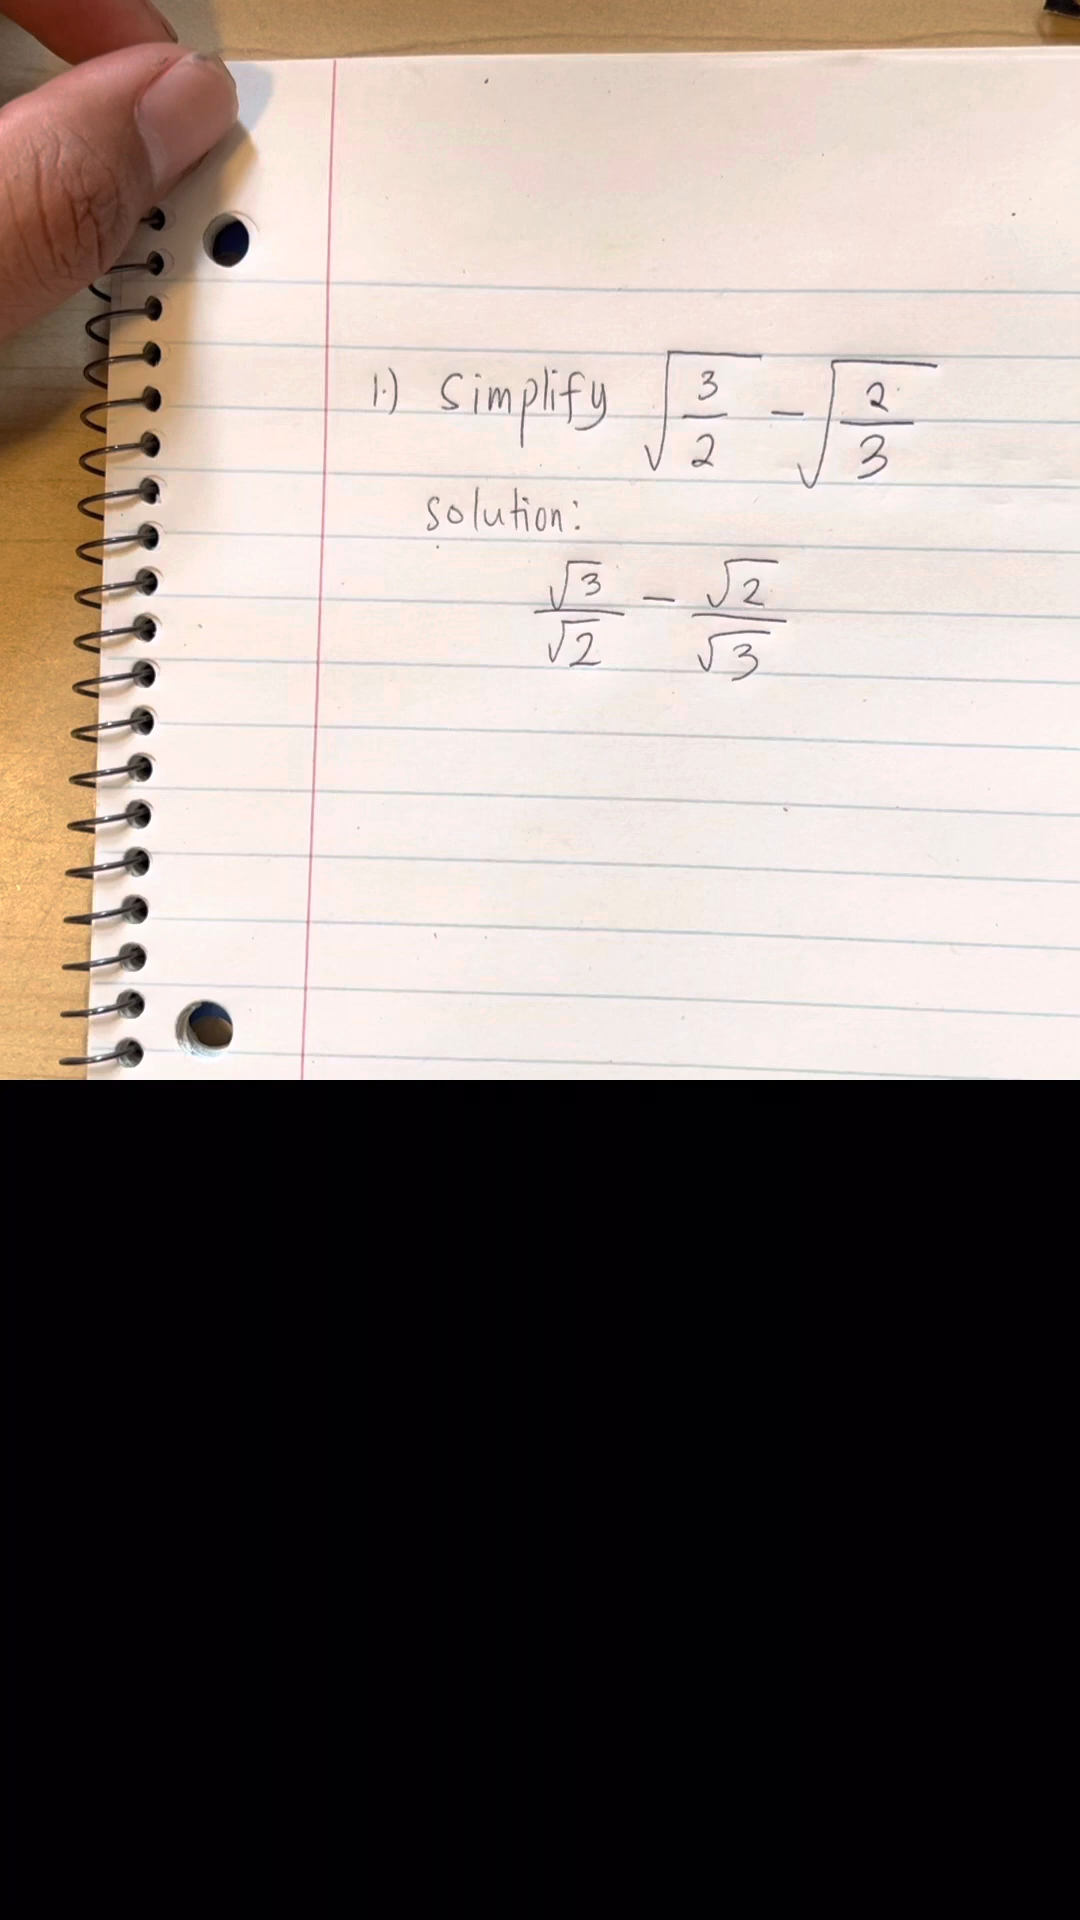 1.) Simplify √(3/2) − √(2/3)
solution:
√3/√2 − √2/√3